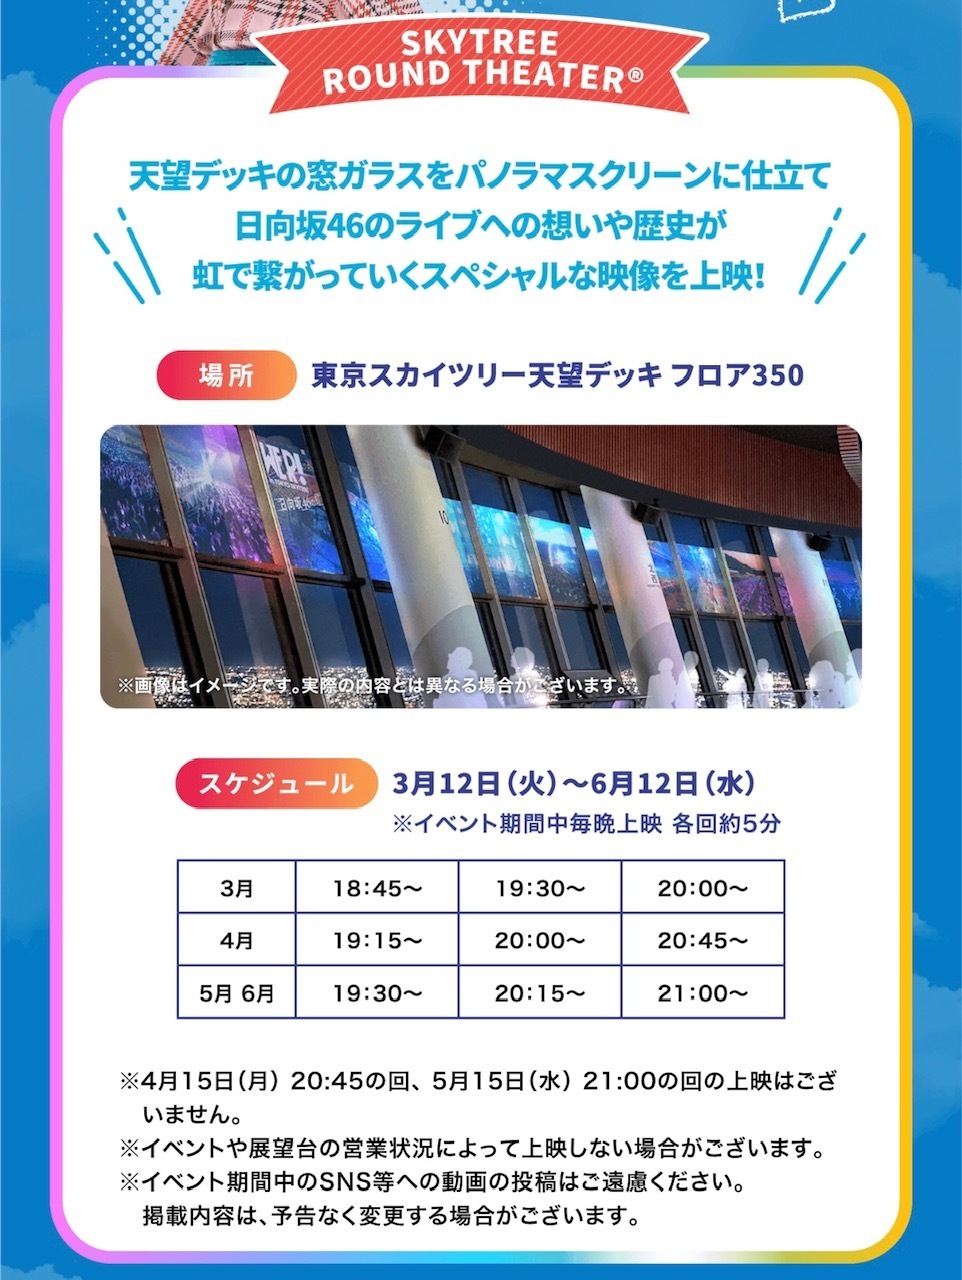 SKYTREE
ROUND THEATER®
天望デッキの窓ガラスをパノラマスクリーンに仕立て
日向坂46のライブへの想いや歴史が
虹で繋がっていくスペシャルな映像を上映!
場所 東京スカイツリー天望デッキ フロア350
WER!
日向坂
10
北西
※画像はイメージです。実際の内容とは異なる場合がございます。
スケジュール 3月12日(火)〜6月12日(水)
※イベント期間中毎晩上映 各回約5分
3月 18:45〜 19:30〜 20:00〜
4月 19:15〜 20:00〜 20:45〜
5月 6月 19:30〜 20:15〜 21:00〜
※4月15日(月) 20:45の回、5月15日(水) 21:00の回の上映はござ
いません。
※イベントや展望台の営業状況によって上映しない場合がございます。
※イベント期間中のSNS等への動画の投稿はご遠慮ください。
掲載内容は、予告なく変更する場合がございます。